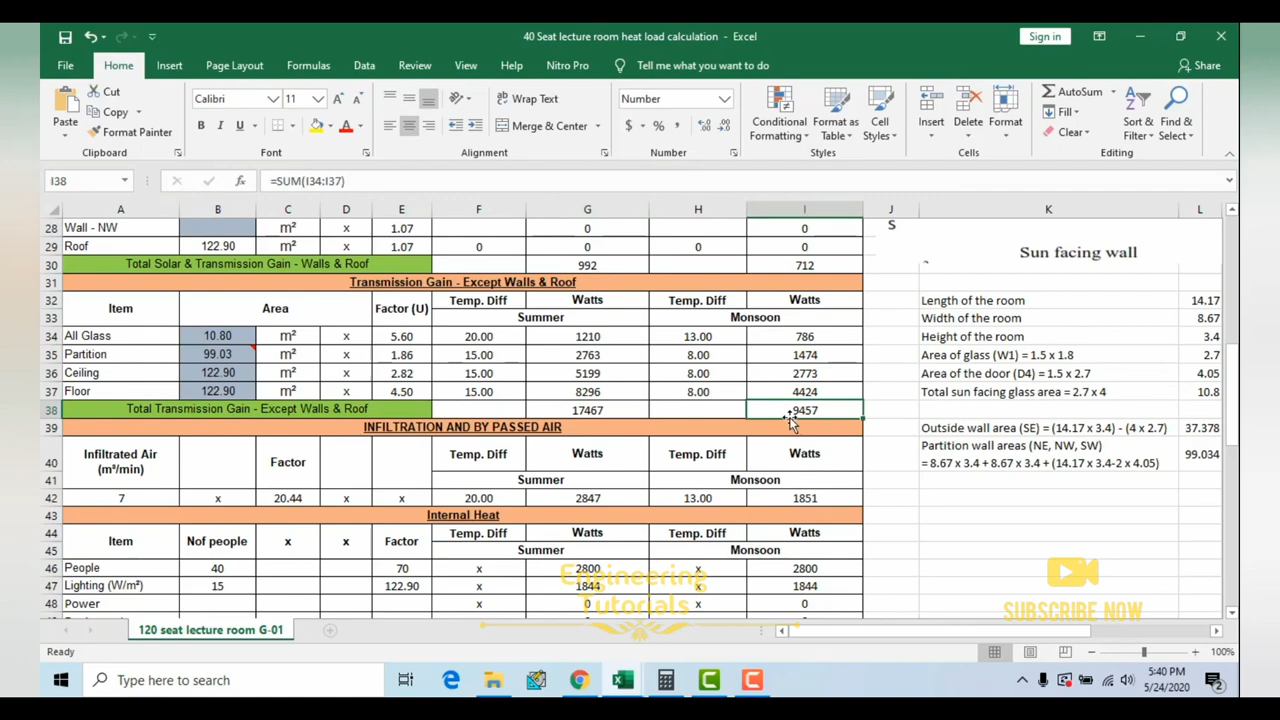 40 Seat lecture room heat load calculation - Excel
Sign in
File Home Insert Page Layout Formulas Data Review View Help Nitro Pro Tell me what you want to do Share
Paste Cut Copy Format Painter
Calibri 11
B I U A
Wrap Text
Merge & Center
Number
$ % ,
Conditional Formatting Format as Table Cell Styles
Insert Delete Format
AutoSum Fill Clear
Sort & Filter Find & Select
Clipboard Font Alignment Number Styles Cells Editing
I38 fx =SUM(I34:I37)
A B C D E F G H I J K L
28 Wall - NW m² x 1.07 0 0 S
29 Roof 122.90 m² x 1.07 0 0 0 0
Sun facing wall
30 Total Solar & Transmission Gain - Walls & Roof 992 712
31 Transmission Gain - Except Walls & Roof
32 Item Area Factor (U) Temp. Diff Watts Temp. Diff Watts Length of the room 14.17
33 Summer Monsoon Width of the room 8.67
34 All Glass 10.80 m² x 5.60 20.00 1210 13.00 786 Height of the room 3.4
35 Partition 99.03 m² x 1.86 15.00 2763 8.00 1474 Area of glass (W1) = 1.5 x 1.8 2.7
36 Ceiling 122.90 m² x 2.82 15.00 5199 8.00 2773 Area of the door (D4) = 1.5 x 2.7 4.05
37 Floor 122.90 m² x 4.50 15.00 8296 8.00 4424 Total sun facing glass area = 2.7 x 4 10.8
38 Total Transmission Gain - Except Walls & Roof 17467 9457
39 INFILTRATION AND BY PASSED AIR Outside wall area (SE) = (14.17 x 3.4) - (4 x 2.7) 37.378
40 Infiltrated Air (m³/min) Factor Temp. Diff Watts Temp. Diff Watts Partition wall areas (NE, NW, SW)
= 8.67 x 3.4 + 8.67 x 3.4 + (14.17 x 3.4-2 x 4.05) 99.034
41 Summer Monsoon
42 7 x 20.44 x x 20.00 2847 13.00 1851
43 Internal Heat
44 Item Nof people x x Factor Temp. Diff Watts Temp. Diff Watts
45 Summer Monsoon
46 People 40 70 x 2800 x 2800
47 Lighting (W/m²) 15 122.90 x 1844 x 1844
48 Power x 0 x 0
Engineering
Tutorials
SUBSCRIBE NOW
120 seat lecture room G-01
Ready 100%
Type here to search
5:40 PM
5/24/2020
2